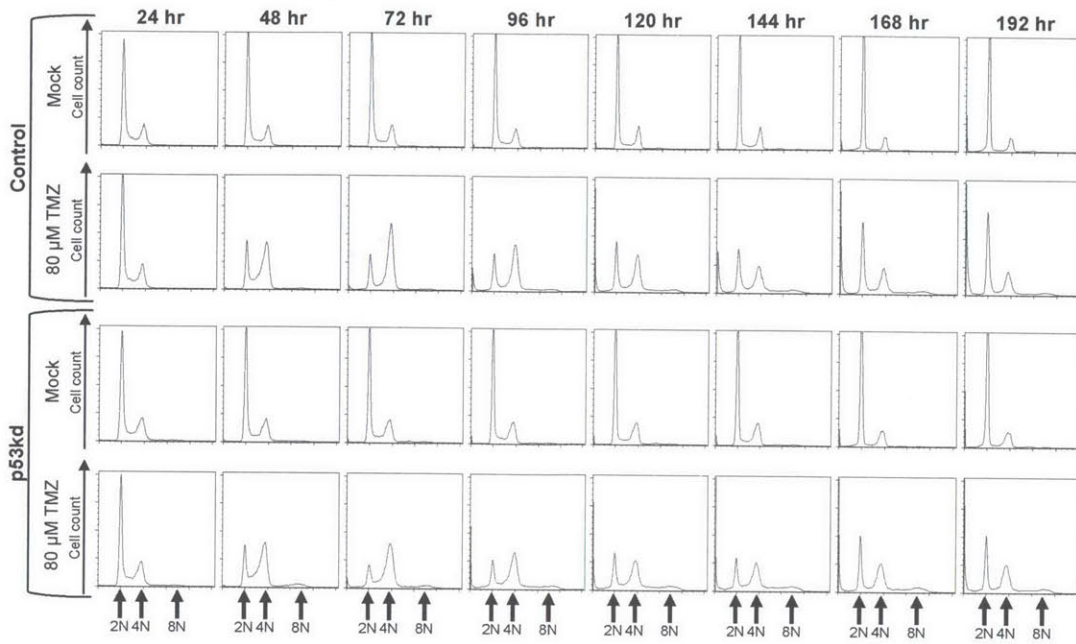 24 hr 48 hr 72 hr 96 hr 120 hr 144 hr 168 hr 192 hr
Control
Mock
Cell count
80 µM TMZ
Cell count
p53kd
Mock
Cell count
80 µM TMZ
Cell count
2N 4N 8N 2N 4N 8N 2N 4N 8N 2N 4N 8N 2N 4N 8N 2N 4N 8N 2N 4N 8N 2N 4N 8N